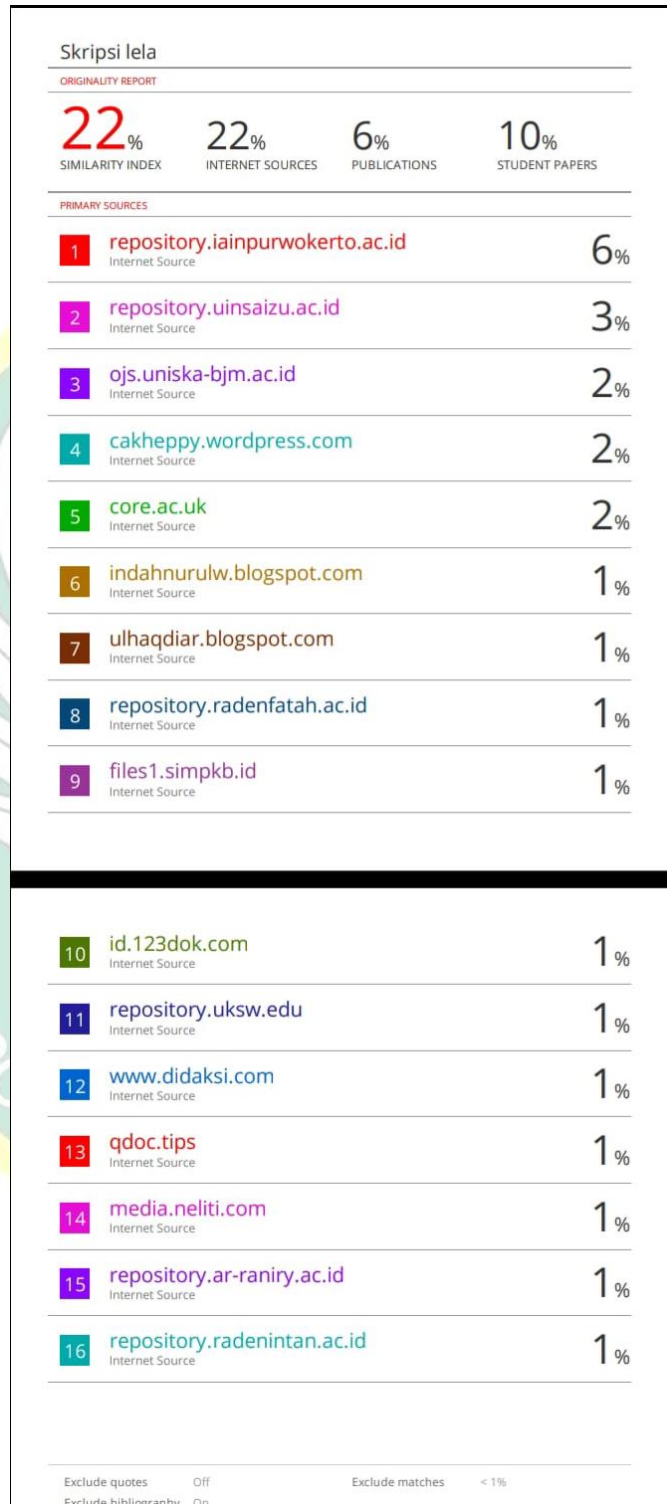 Skripsi lela
ORIGINALITY REPORT
22% 22% 6% 10%
SIMILARITY INDEX INTERNET SOURCES PUBLICATIONS STUDENT PAPERS
PRIMARY SOURCES
1 repository.iainpurwokerto.ac.id 6%
Internet Source
2 repository.uinsaizu.ac.id 3%
Internet Source
3 ojs.uniska-bjm.ac.id 2%
Internet Source
4 cakheppy.wordpress.com 2%
Internet Source
5 core.ac.uk 2%
Internet Source
6 indahnurulw.blogspot.com 1%
Internet Source
7 ulhaqdiar.blogspot.com 1%
Internet Source
8 repository.radenfatah.ac.id 1%
Internet Source
9 files1.simpkb.id 1%
Internet Source
10 id.123dok.com 1%
Internet Source
11 repository.uksw.edu 1%
Internet Source
12 www.didaksi.com 1%
Internet Source
13 qdoc.tips 1%
Internet Source
14 media.neliti.com 1%
Internet Source
15 repository.ar-raniry.ac.id 1%
Internet Source
16 repository.radenintan.ac.id 1%
Internet Source
Exclude quotes Off Exclude matches < 1%
Exclude bibliography On